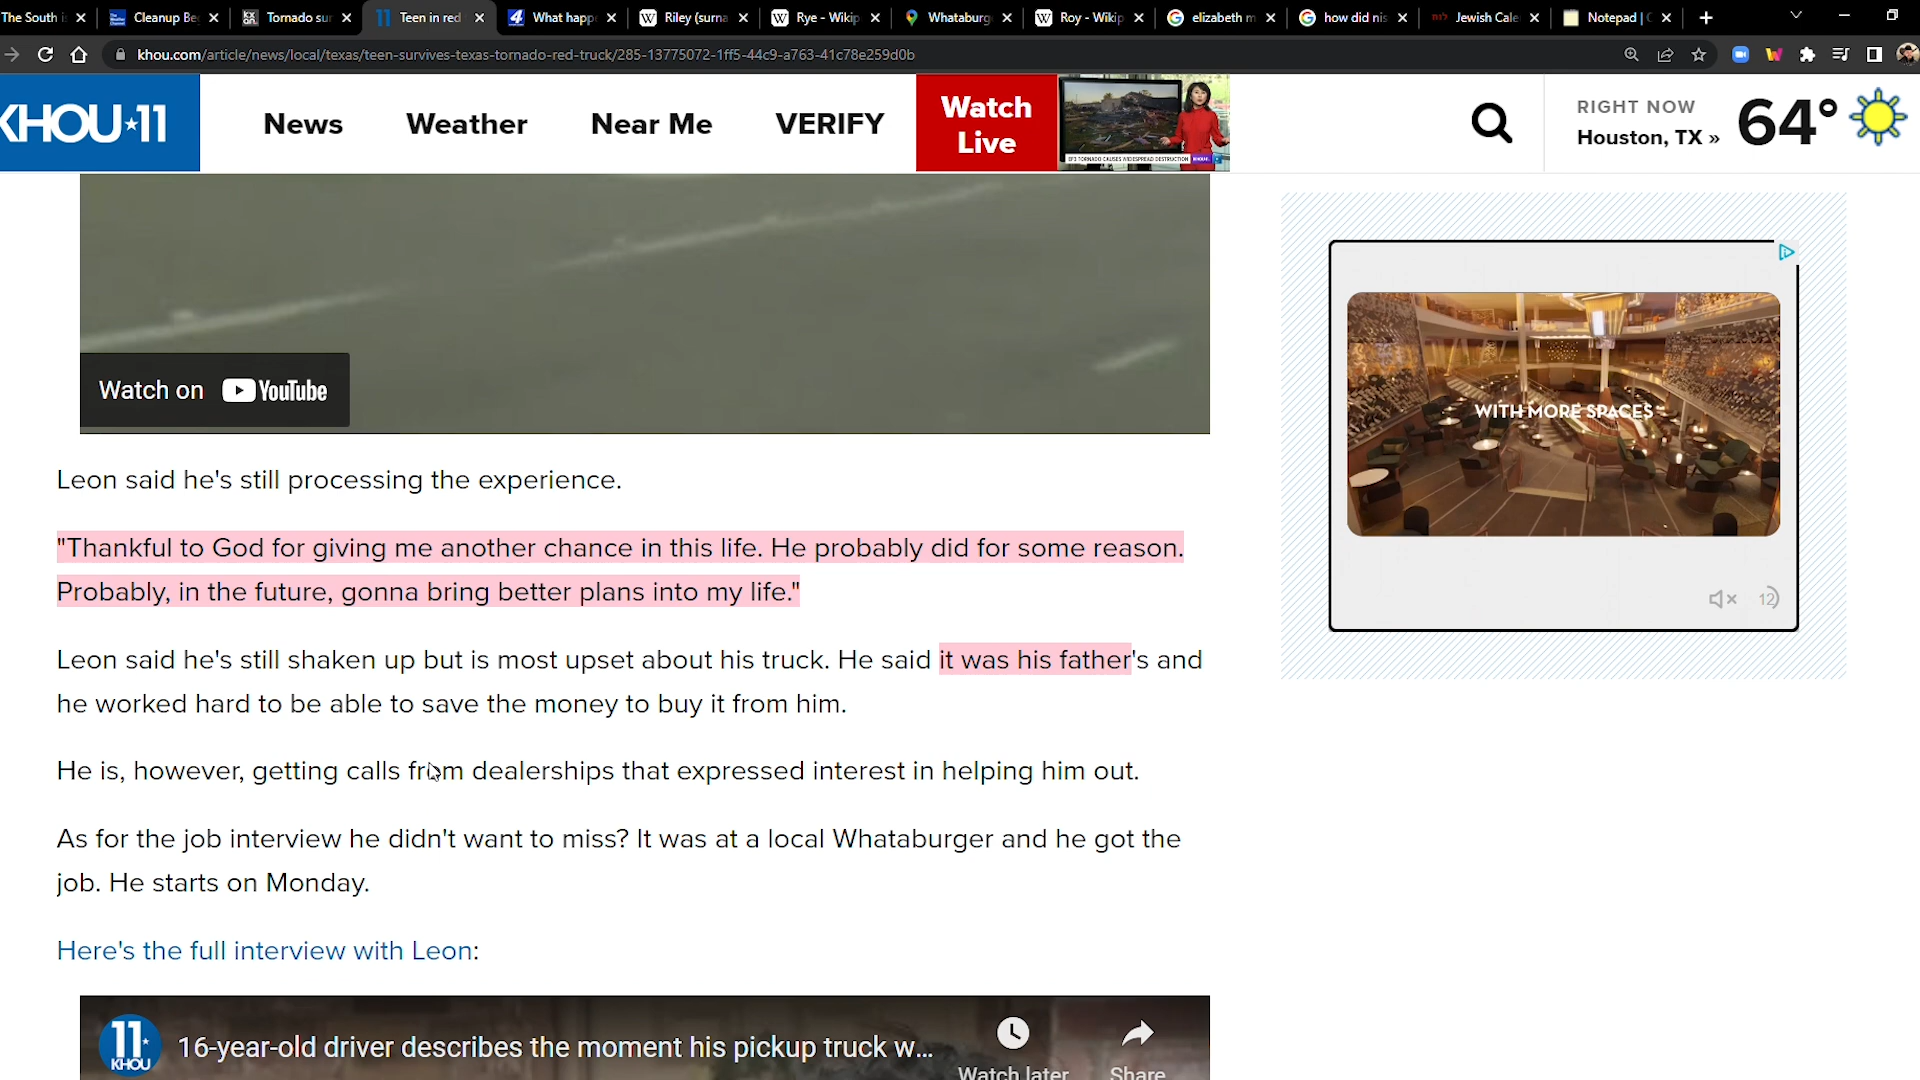 The South i
Cleanup Be
Tornado su
Teen in red
What happ
Riley (surna
Rye - Wikip
Whataburg
Roy - Wikip
elizabeth m
how did nis
Jewish Cale
Notepad |
khou.com/article/news/local/texas/teen-survives-texas-tornado-red-truck/285-13775072-1ff5-44c9-a763-41c78e259d0b
KHOU★11
News
Weather
Near Me
VERIFY
Watch
Live
EF3 TORNADO CAUSES WIDESPREAD DESTRUCTION
RIGHT NOW
Houston, TX »
64°
Watch on YouTube
WITH MORE SPACES
12
Leon said he's still processing the experience.
"Thankful to God for giving me another chance in this life. He probably did for some reason.
Probably, in the future, gonna bring better plans into my life."
Leon said he's still shaken up but is most upset about his truck. He said it was his father's and
he worked hard to be able to save the money to buy it from him.
He is, however, getting calls from dealerships that expressed interest in helping him out.
As for the job interview he didn't want to miss? It was at a local Whataburger and he got the
job. He starts on Monday.
Here's the full interview with Leon:
11
KHOU
16-year-old driver describes the moment his pickup truck w...
Watch later
Share